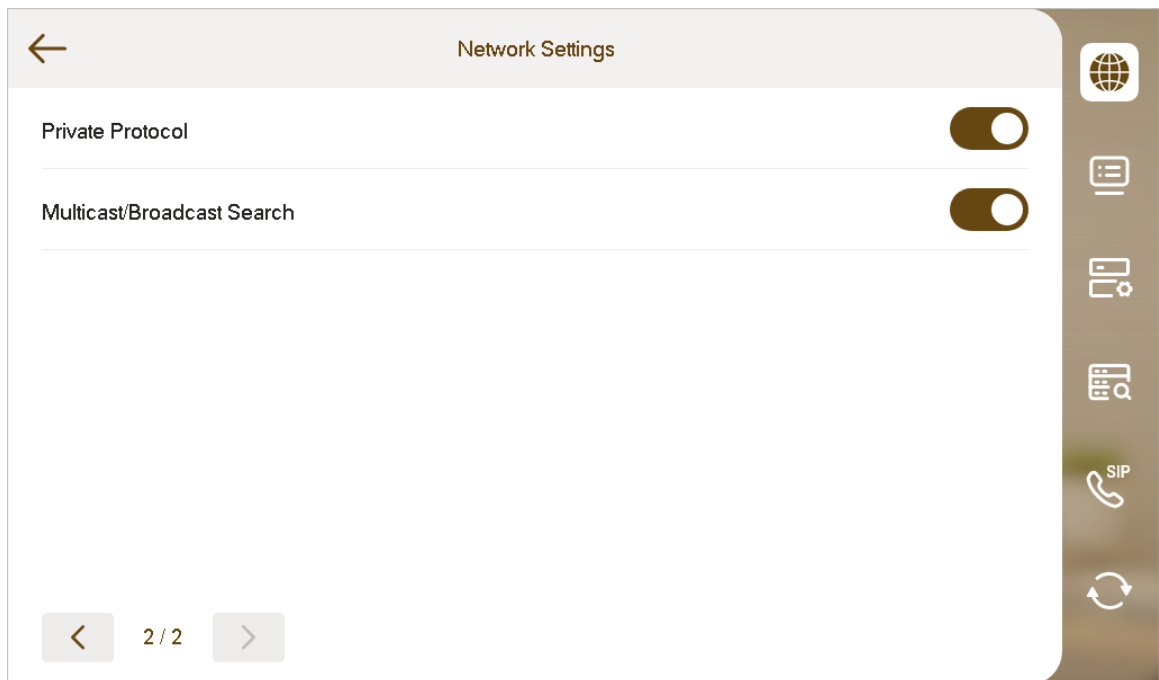 Network Settings
Private Protocol
Multicast/Broadcast Search
SIP
2 / 2